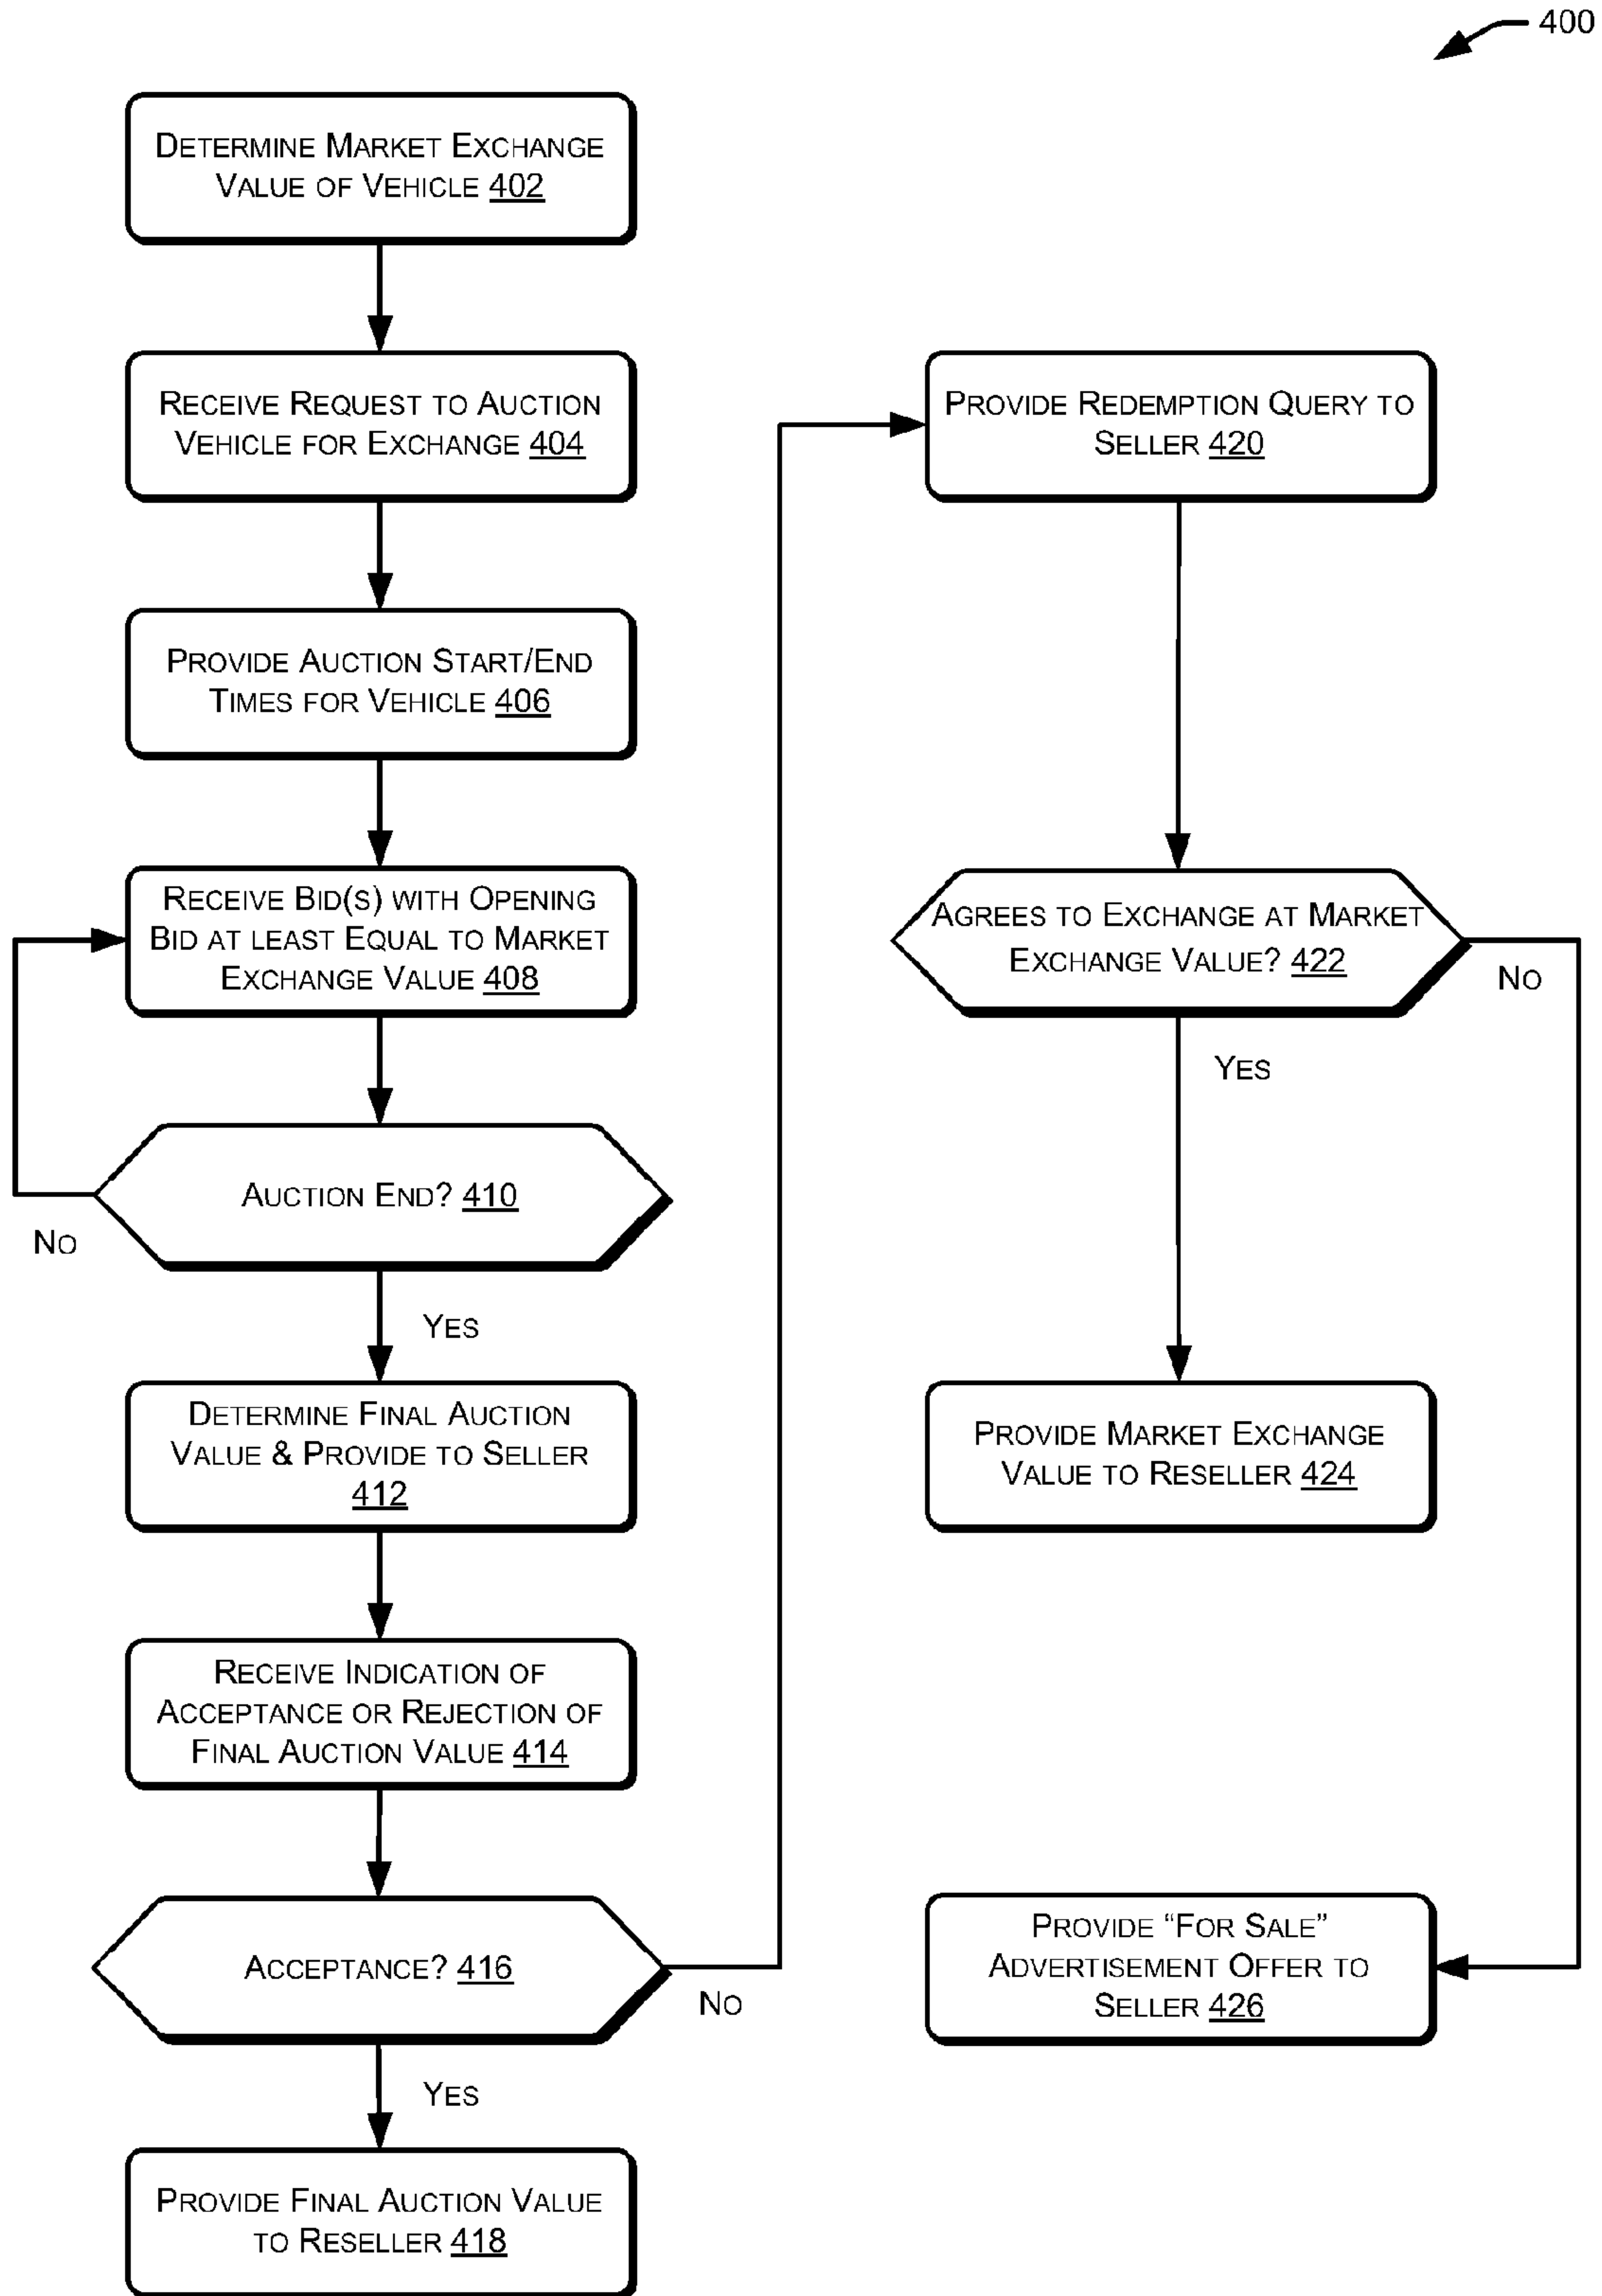 400
DETERMINE MARKET EXCHANGE
VALUE OF VEHICLE 402
RECEIVE REQUEST TO AUCTION
VEHICLE FOR EXCHANGE 404
PROVIDE AUCTION START/END
TIMES FOR VEHICLE 406
RECEIVE BID(S) WITH OPENING
BID AT LEAST EQUAL TO MARKET
EXCHANGE VALUE 408
AUCTION END? 410
NO
YES
DETERMINE FINAL AUCTION
VALUE & PROVIDE TO SELLER
412
RECEIVE INDICATION OF
ACCEPTANCE OR REJECTION OF
FINAL AUCTION VALUE 414
ACCEPTANCE? 416
NO
YES
PROVIDE FINAL AUCTION VALUE
TO RESELLER 418
PROVIDE REDEMPTION QUERY TO
SELLER 420
AGREES TO EXCHANGE AT MARKET
EXCHANGE VALUE? 422
NO
YES
PROVIDE MARKET EXCHANGE
VALUE TO RESELLER 424
PROVIDE “FOR SALE”
ADVERTISEMENT OFFER TO
SELLER 426